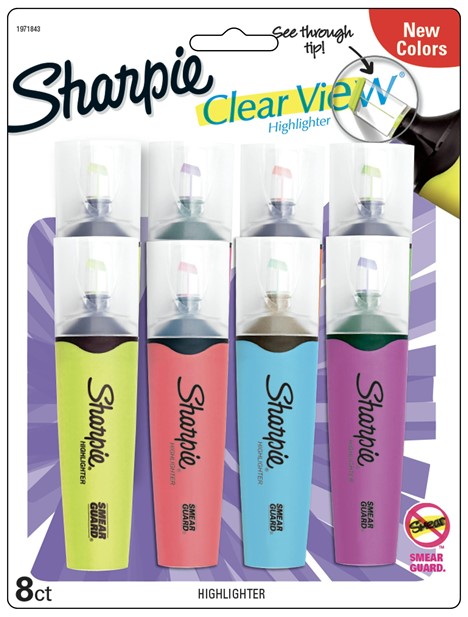 1971843
See through
tip!
New
Colors
Sharpie
Clear View®
Highlighter
Sharpie®
HIGHLIGHTER
SMEAR
GUARD®
Sharpie
HIGHLIGHTER
SMEAR
GUARD
Sharpie
HIGHLIGHTER
SMEAR
GUARD
Sharpie
HIGHLIGHTER
SMEAR
GUARD
Smear
™
SMEAR
GUARD®
8ct
HIGHLIGHTER